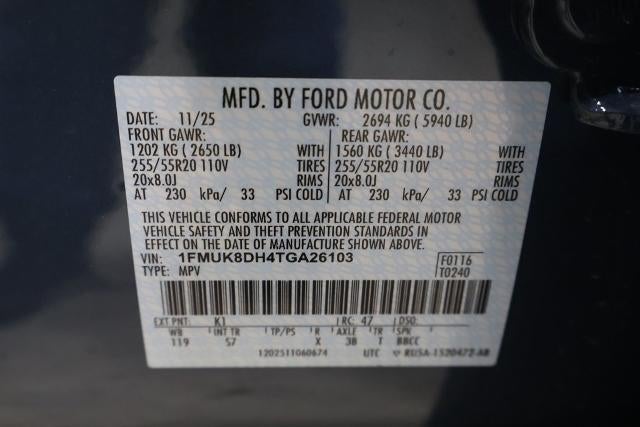 MFD. BY FORD MOTOR CO.
DATE: 11/25 GVWR: 2694 KG ( 5940 LB)
FRONT GAWR: REAR GAWR:
1202 KG ( 2650 LB) WITH 1560 KG ( 3440 LB) WITH
255/55R20 110V TIRES 255/55R20 110V TIRES
20x8.0J RIMS 20x8.0J RIMS
AT 230 kPa/ 33 PSI COLD AT 230 kPa/ 33 PSI COLD
THIS VEHICLE CONFORMS TO ALL APPLICABLE FEDERAL MOTOR
VEHICLE SAFETY AND THEFT PREVENTION STANDARDS IN
EFFECT ON THE DATE OF MANUFACTURE SHOWN ABOVE.
VIN: 1FMUK8DH4TGA26103 F0116
TYPE: MPV T0240
EXT PNT: K1 RC: 47 DSO:
WB INT TR TP/PS R AXLE TR SPR
119 S7 X 3B T BBCC
1202511060674 UTC RU5A-1520472-AB